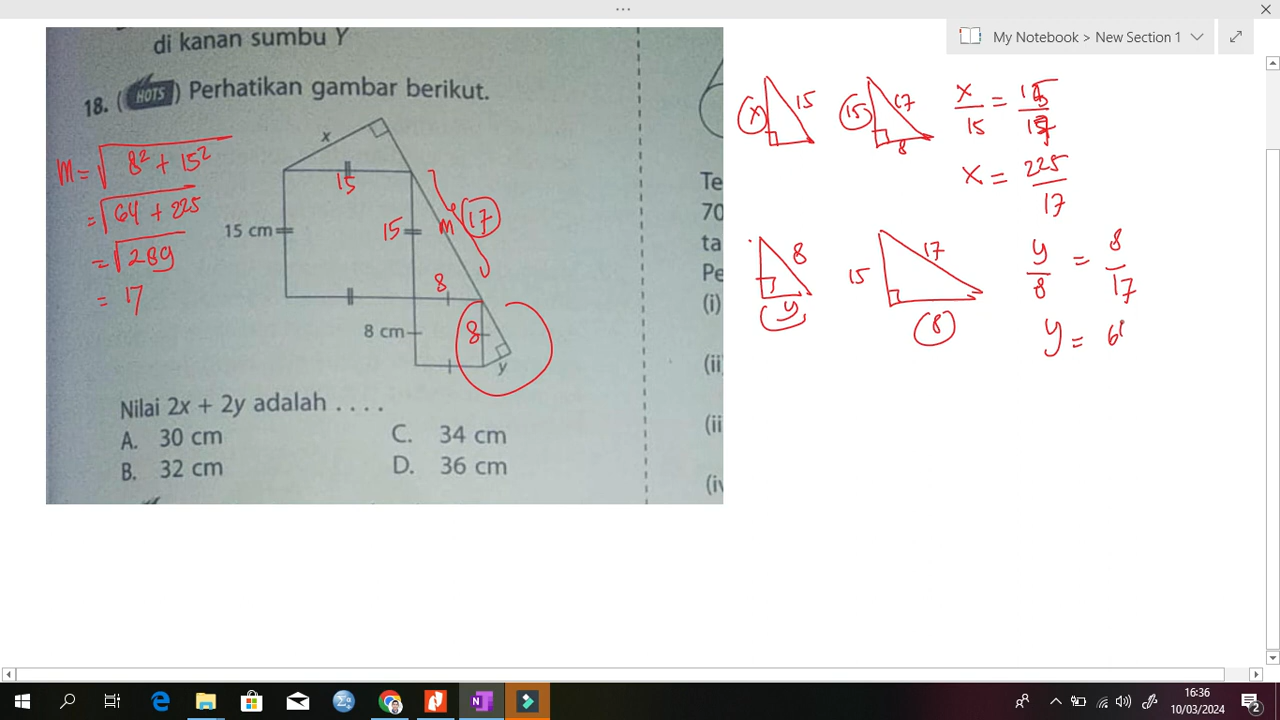 My Notebook > New Section 1
di kanan sumbu Y
18. (HOTS) Perhatikan gambar berikut.
x
15
15 cm
15
m
17
8
8 cm
8
y
m = √8² + 15²
= √64 + 225
= √289
= 17
Nilai 2x + 2y adalah . . . .
A. 30 cm
B. 32 cm
C. 34 cm
D. 36 cm
Te
70
ta
Pe
(i)
(ii
(ii
(iv
x 15
15 17
8
x/15 = 15/17
x = 225/17
8
y
15 17
8
y/8 = 8/17
y = 6
16:36
10/03/2024
2